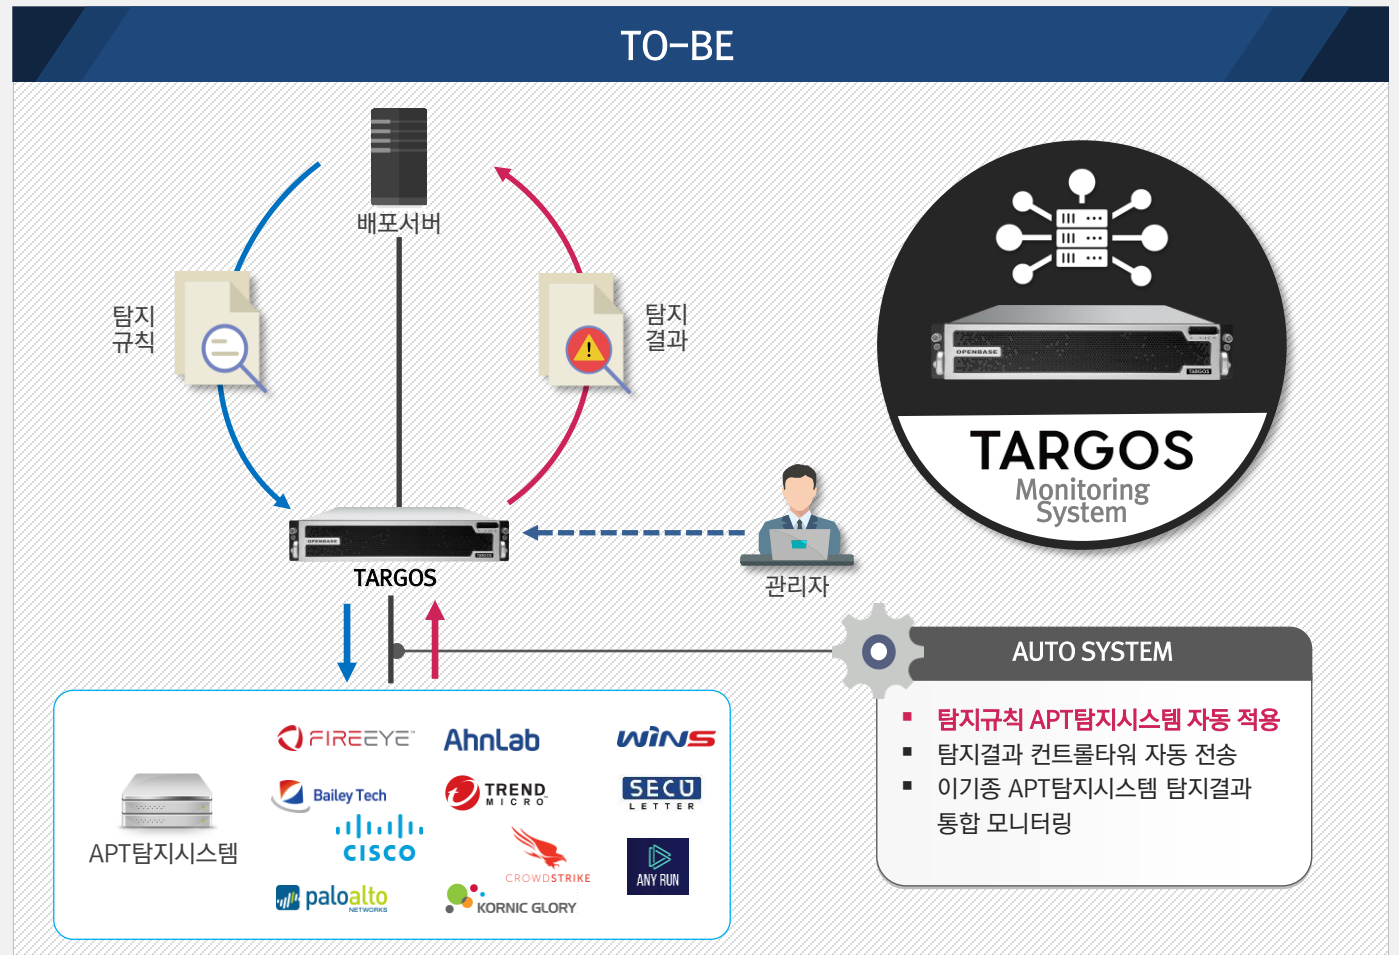 TO-BE
배포서버
탐지
규칙
탐지
결과
OPENBASE
TARGOS
TARGOS
Monitoring
System
OPENBASE
TARGOS
TARGOS
관리자
AUTO SYSTEM
탐지규칙 APT탐지시스템 자동 적용
탐지결과 컨트롤타워 자동 전송
이기종 APT탐지시스템 탐지결과
통합 모니터링
APT탐지시스템
FIREEYE™
AhnLab
WINS
Bailey Tech
TREND
MICRO
SECU
LETTER
CISCO
CROWDSTRIKE
ANY RUN
paloalto
NETWORKS
KORNIC GLORY